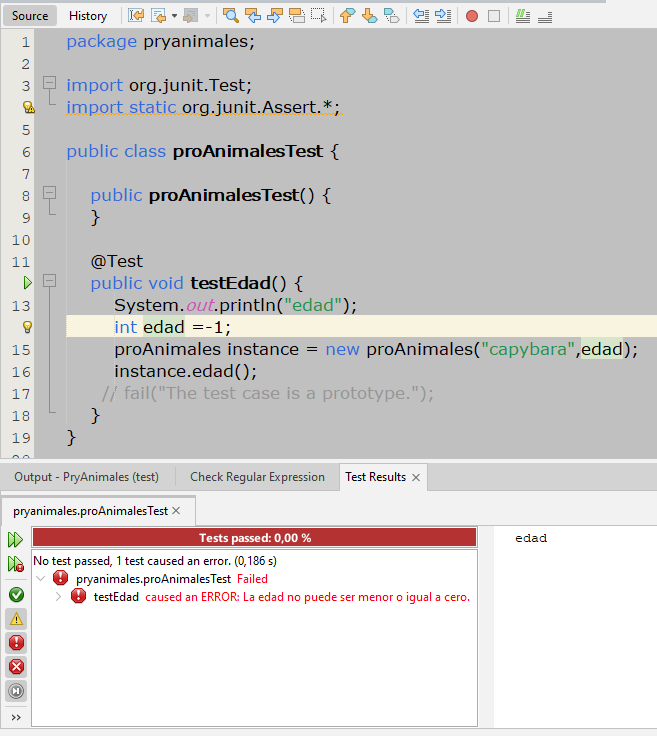 Source History
1 package pryanimales;
2
3 import org.junit.Test;
import static org.junit.Assert.*;
5
6 public class proAnimalesTest {
7
8 public proAnimalesTest() {
9 }
10
11 @Test
public void testEdad() {
13 System.out.println("edad");
int edad =-1;
15 proAnimales instance = new proAnimales("capybara",edad);
16 instance.edad();
17 // fail("The test case is a prototype.");
18 }
19 }
Output - PryAnimales (test) Check Regular Expression Test Results ×
pryanimales.proAnimalesTest ×
Tests passed: 0,00 %
edad
No test passed, 1 test caused an error. (0,186 s)
pryanimales.proAnimalesTest Failed
testEdad caused an ERROR: La edad no puede ser menor o igual a cero.